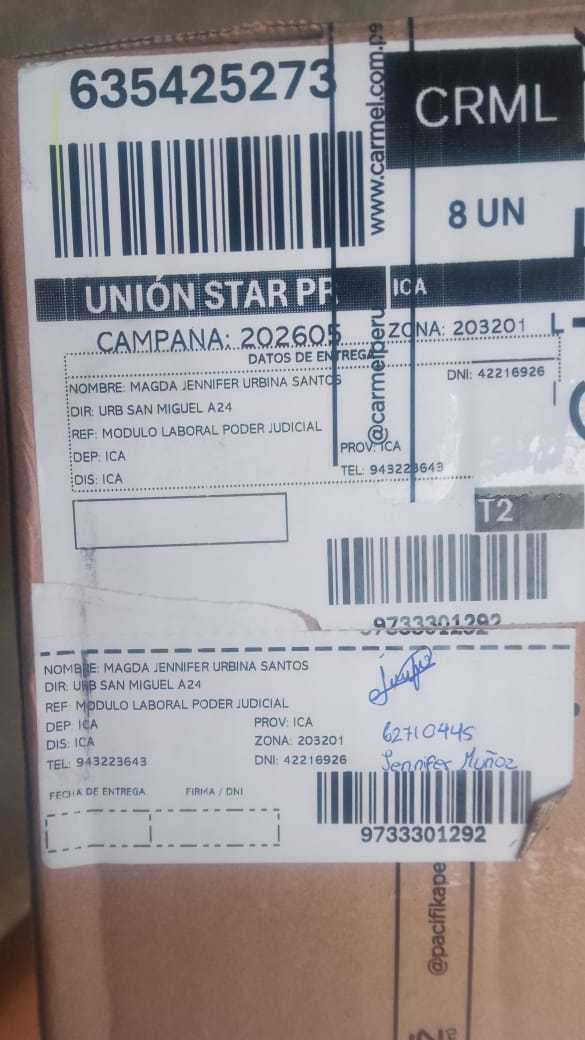 635425273
CRML
www.carmel.com.pe
8 UN
UNIÓN STAR PR
ICA
CAMPAÑA: 202605
ZONA: 203201
DATOS DE ENTREGA
NOMBRE: MAGDA JENNIFER URBINA SANTOS
DNI: 42216926
DIR: URB SAN MIGUEL A24
REF: MODULO LABORAL PODER JUDICIAL
DEP: ICA
PROV: ICA
DIS: ICA
TEL: 943223643
@carmelperu
T2
9733301292
NOMBRE: MAGDA JENNIFER URBINA SANTOS
DIR: URB SAN MIGUEL A24
REF: MODULO LABORAL PODER JUDICIAL
DEP: ICA
PROV: ICA
DIS: ICA
ZONA: 203201
TEL: 943223643
DNI: 42216926
62710445
Jennifer Muñoz
FECHA DE ENTREGA
FIRMA / DNI
9733301292
@pacifikape